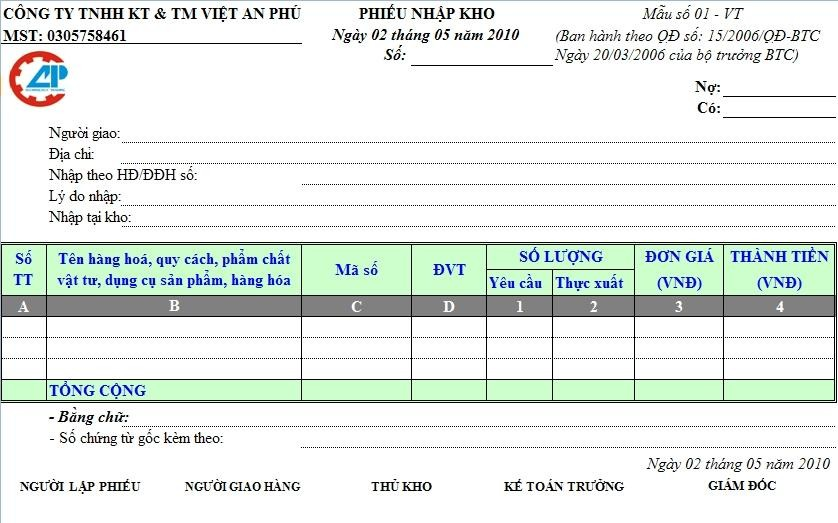 CÔNG TY TNHH KT & TM VIỆT AN PHÚ
MST: 0305758461
PHIẾU NHẬP KHO
Ngày 02 tháng 05 năm 2010
Số:
Mẫu số 01 - VT
(Ban hành theo QĐ số: 15/2006/QĐ-BTC
Ngày 20/03/2006 của bộ trưởng BTC)
AP
Nợ:
Có:
Người giao:
Địa chỉ:
Nhập theo HĐ/ĐĐH số:
Lý do nhập:
Nhập tại kho:
Số TT
Tên hàng hoá, quy cách, phẩm chất
vật tư, dụng cụ sản phẩm, hàng hóa
Mã số
ĐVT
SỐ LƯỢNG
Yêu cầu
Thực xuất
ĐƠN GIÁ
(VNĐ)
THÀNH TIỀN
(VNĐ)
A B C D 1 2 3 4
TỔNG CỘNG
- Bằng chữ:
- Số chứng từ gốc kèm theo:
Ngày 02 tháng 05 năm 2010
NGƯỜI LẬP PHIẾU NGƯỜI GIAO HÀNG THỦ KHO KẾ TOÁN TRƯỞNG GIÁM ĐỐC